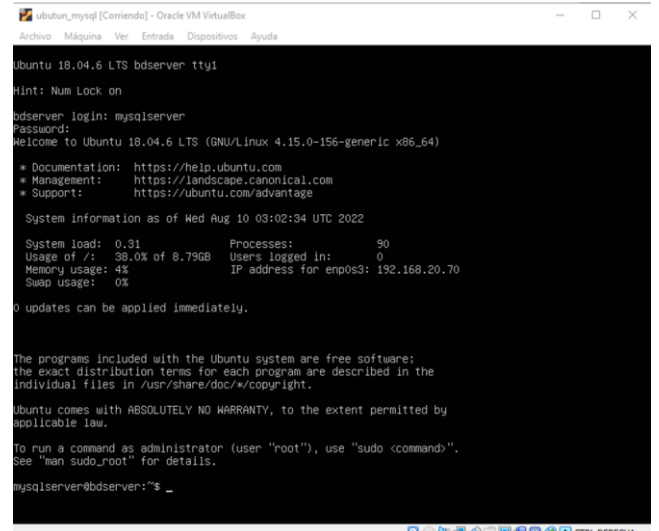 ubutun_mysql [Corriendo] - Oracle VM VirtualBox
Archivo Máquina Ver Entrada Dispositivos Ayuda
Ubuntu 18.04.6 LTS bdserver tty1
Hint: Num Lock on
bdserver login: mysqlserver
Password:
Welcome to Ubuntu 18.04.6 LTS (GNU/Linux 4.15.0-156-generic x86_64)
* Documentation: https://help.ubuntu.com
* Management: https://landscape.canonical.com
* Support: https://ubuntu.com/advantage
System information as of Wed Aug 10 03:02:34 UTC 2022
System load: 0.31 Processes: 90
Usage of /: 38.0% of 8.79GB Users logged in: 0
Memory usage: 4% IP address for enp0s3: 192.168.20.70
Swap usage: 0%
0 updates can be applied immediately.
The programs included with the Ubuntu system are free software;
the exact distribution terms for each program are described in the
individual files in /usr/share/doc/*/copyright.
Ubuntu comes with ABSOLUTELY NO WARRANTY, to the extent permitted by
applicable law.
To run a command as administrator (user "root"), use "sudo <command>".
See "man sudo_root" for details.
mysqlserver@bdserver:~$ _